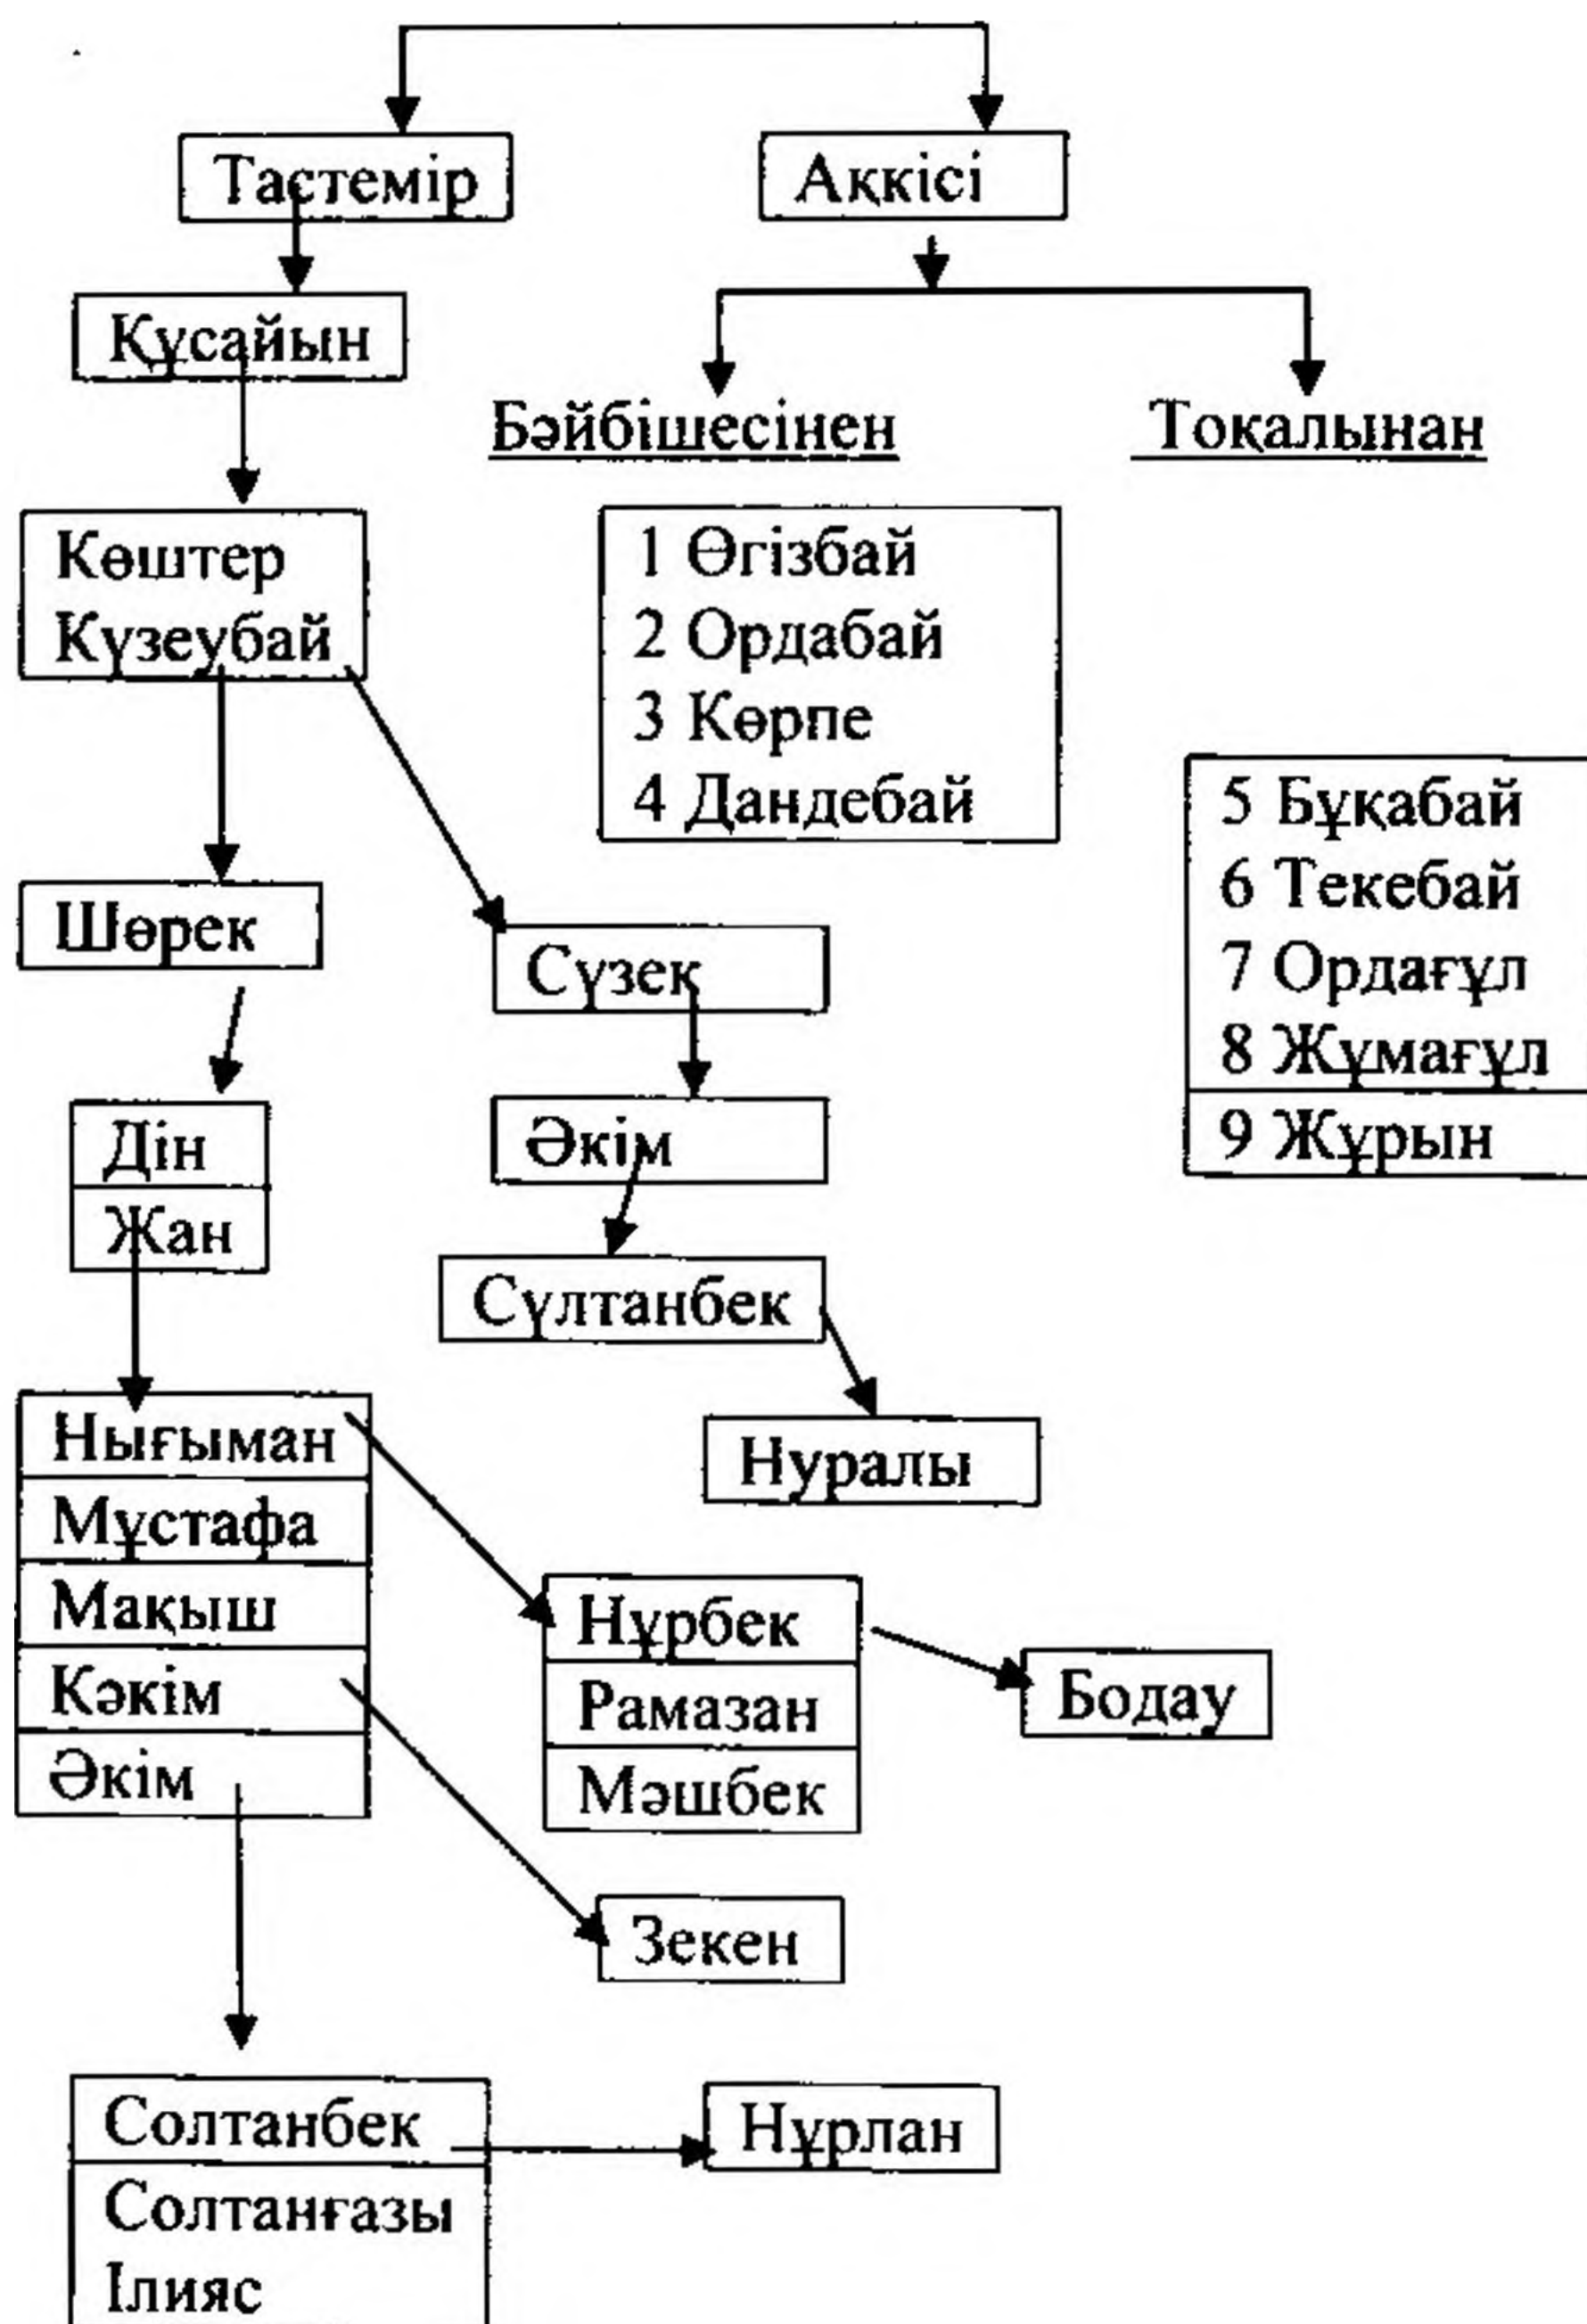 Тастемір
Аққісі
Құсайын
Бәйбішесінен
Тоқалынан
Көштер
Күзеубай
1 Өгізбай
2 Ордабай
3 Көрпе
4 Дандебай
5 Бұқабай
6 Текебай
7 Ордағұл
8 Жұмағұл
9 Жұрын
Шөрек
Сүзек
Дін
Жан
Әкім
Сүлтанбек
Нуралы
Нығыман
Мұстафа
Мақыш
Кәкім
Әкім
Нұрбек
Рамазан
Мәшбек
Бодау
Зекен
Солтанбек
Солтанғазы
Ілияс
Нұрлан